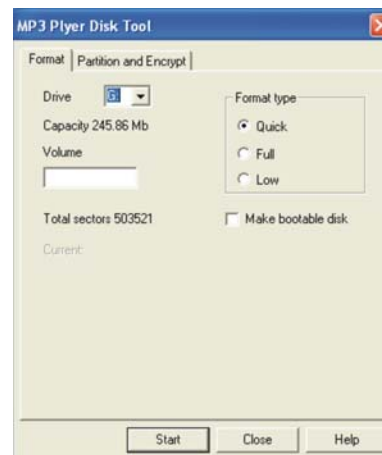 MP3 Plyer Disk Tool
Format Partition and Encrypt
Drive G: Format type
Capacity 245.86 Mb Quick
Volume Full
Low
Total sectors 503521 Make bootable disk
Current:
Start Close Help